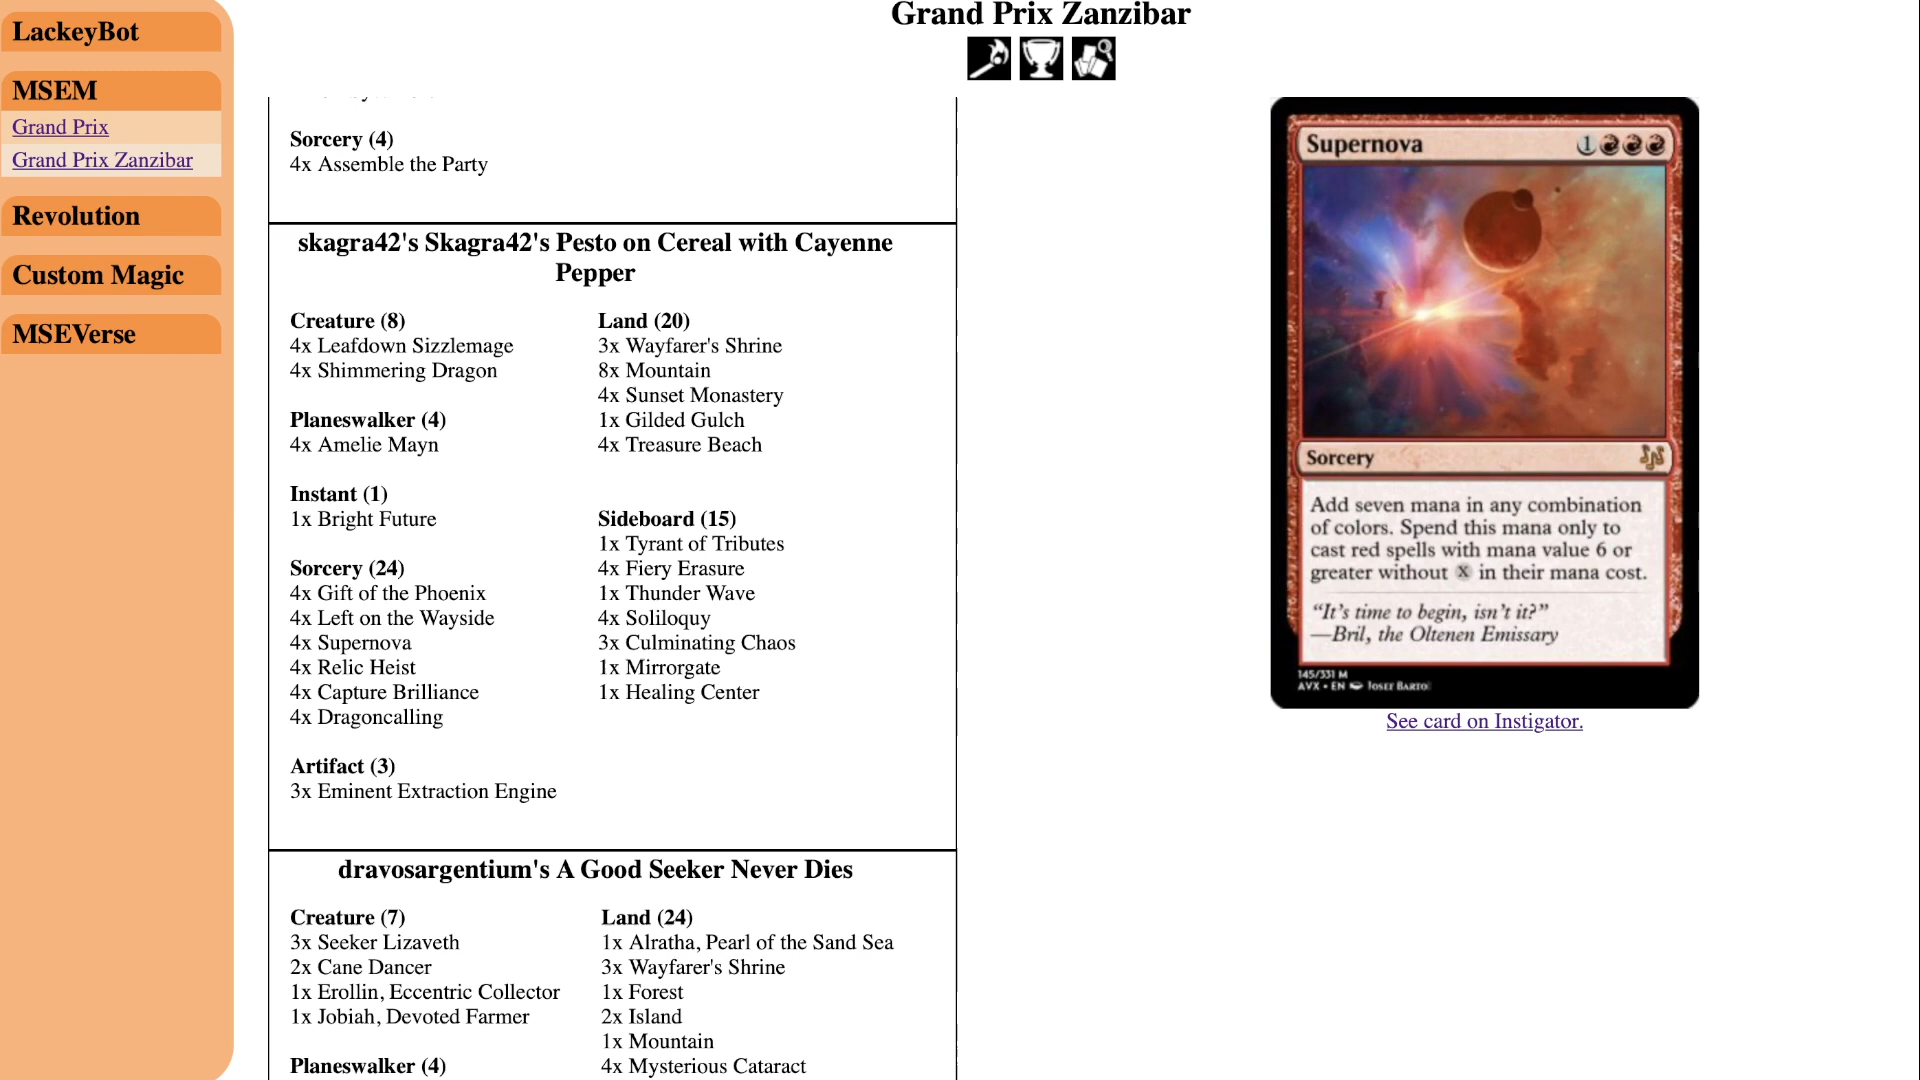 LackeyBot
MSEM
Grand Prix
Grand Prix Zanzibar
Revolution
Custom Magic
MSEVerse
Grand Prix Zanzibar
Sorcery (4)
4x Assemble the Party
skagra42's Skagra42's Pesto on Cereal with Cayenne
Pepper
Creature (8)
4x Leafdown Sizzlemage
4x Shimmering Dragon
Planeswalker (4)
4x Amelie Mayn
Instant (1)
1x Bright Future
Sorcery (24)
4x Gift of the Phoenix
4x Left on the Wayside
4x Supernova
4x Relic Heist
4x Capture Brilliance
4x Dragoncalling
Artifact (3)
3x Eminent Extraction Engine
Land (20)
3x Wayfarer's Shrine
8x Mountain
4x Sunset Monastery
1x Gilded Gulch
4x Treasure Beach
Sideboard (15)
1x Tyrant of Tributes
4x Fiery Erasure
1x Thunder Wave
4x Soliloquy
3x Culminating Chaos
1x Mirrorgate
1x Healing Center
dravosargentium's A Good Seeker Never Dies
Creature (7)
3x Seeker Lizaveth
2x Cane Dancer
1x Erollin, Eccentric Collector
1x Jobiah, Devoted Farmer
Planeswalker (4)
Land (24)
1x Alratha, Pearl of the Sand Sea
3x Wayfarer's Shrine
1x Forest
2x Island
1x Mountain
4x Mysterious Cataract
Supernova 1
Sorcery
Add seven mana in any combination
of colors. Spend this mana only to
cast red spells with mana value 6 or
greater without X in their mana cost.
“It's time to begin, isn't it?”
—Bril, the Oltenen Emissary
145/331 M
AVX • EN Josef Barto
See card on Instigator.